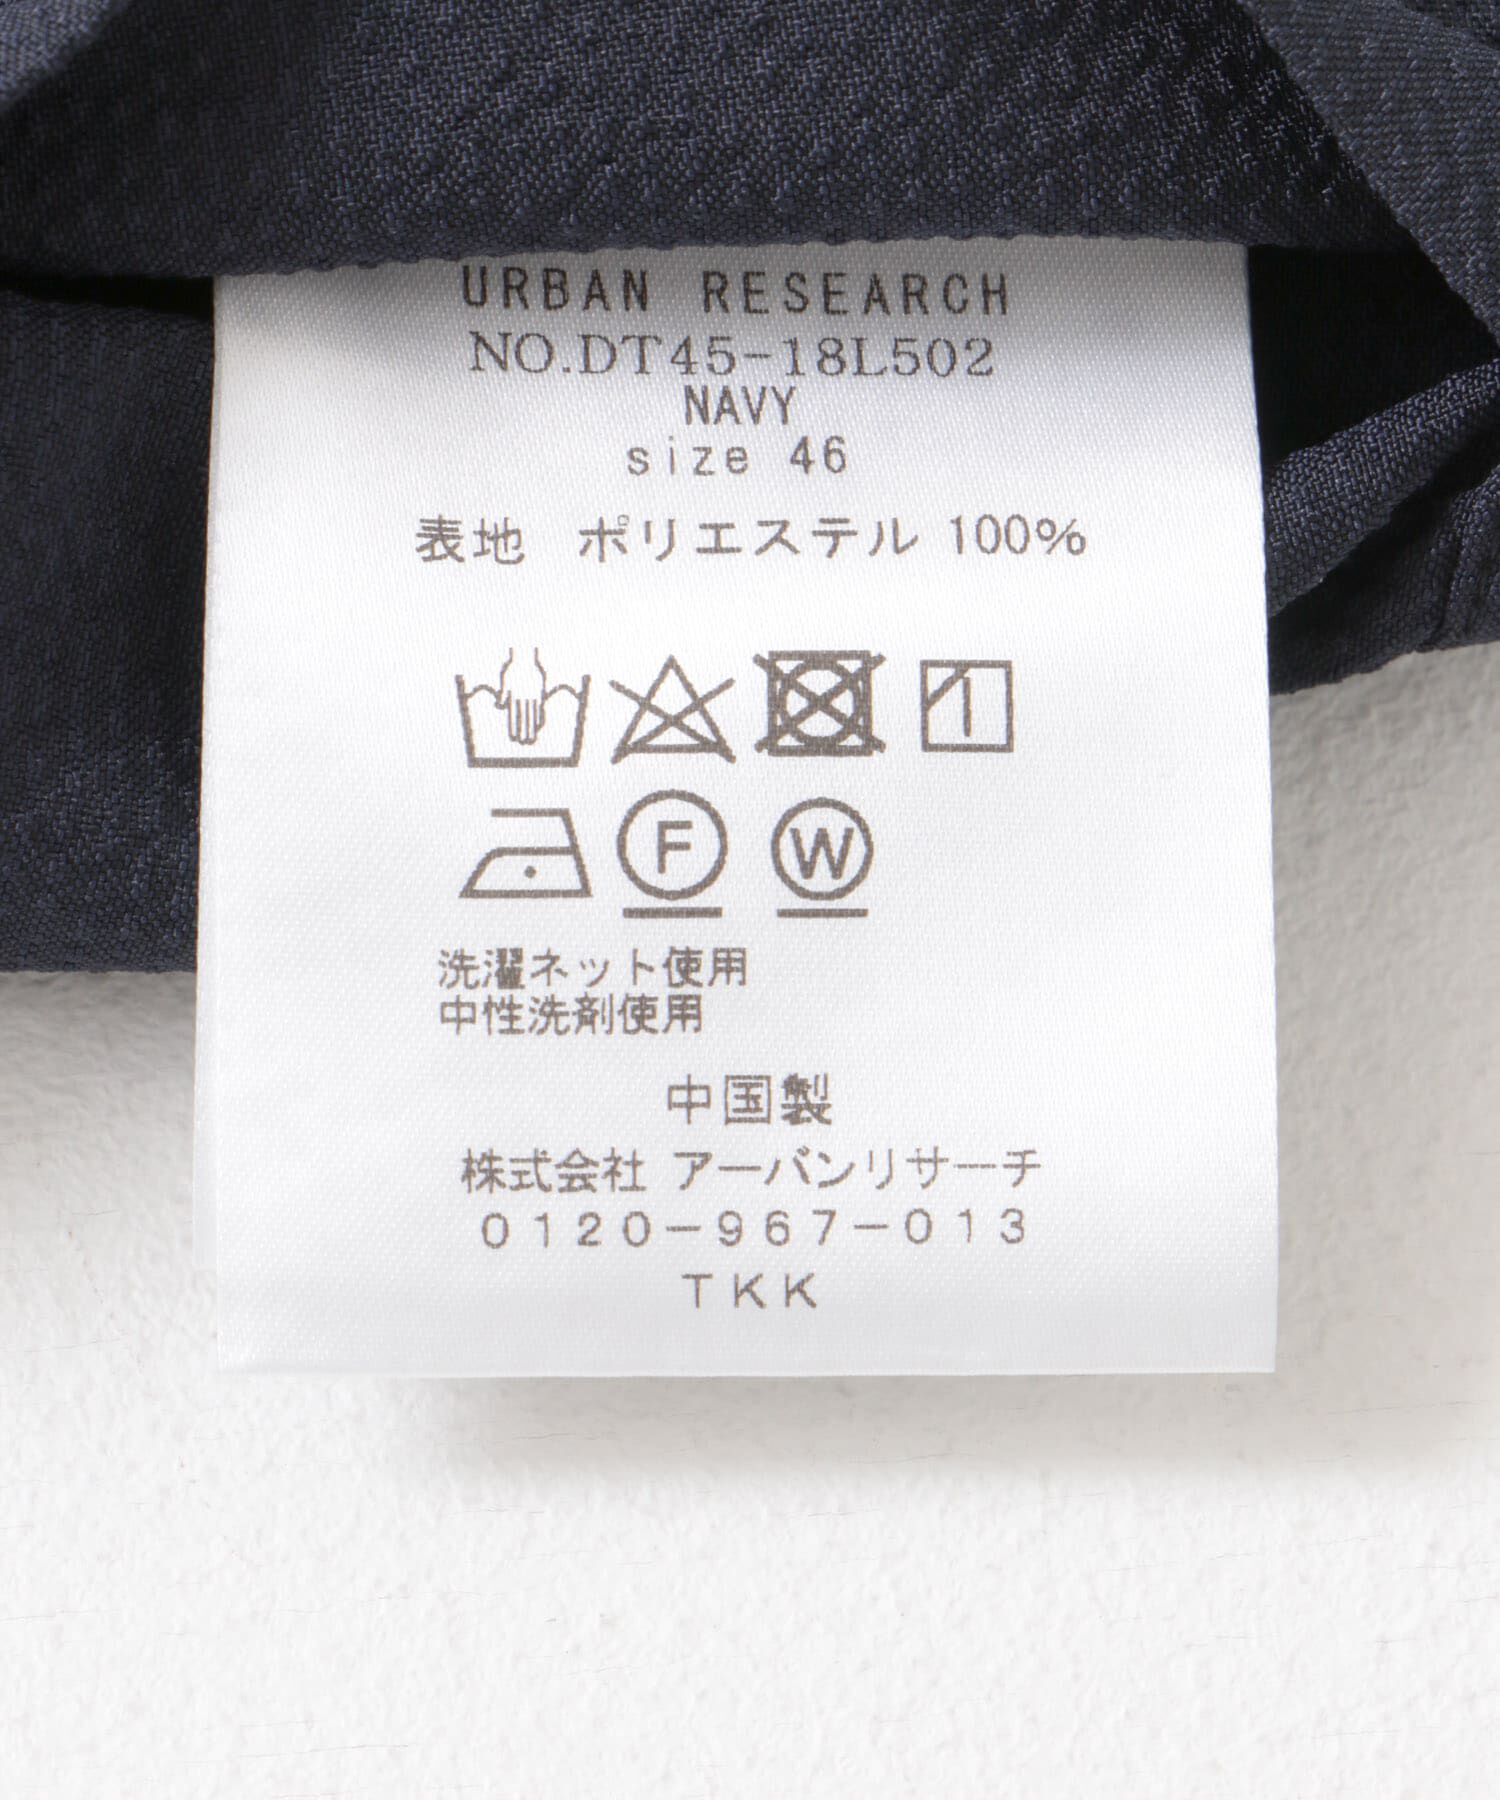 URBAN RESEARCH
NO.DT45-18L502
NAVY
size 46
表地 ポリエステル 100%
F W
洗濯ネット使用
中性洗剤使用
中国製
株式会社 アーバンリサーチ
0120-967-013
TKK